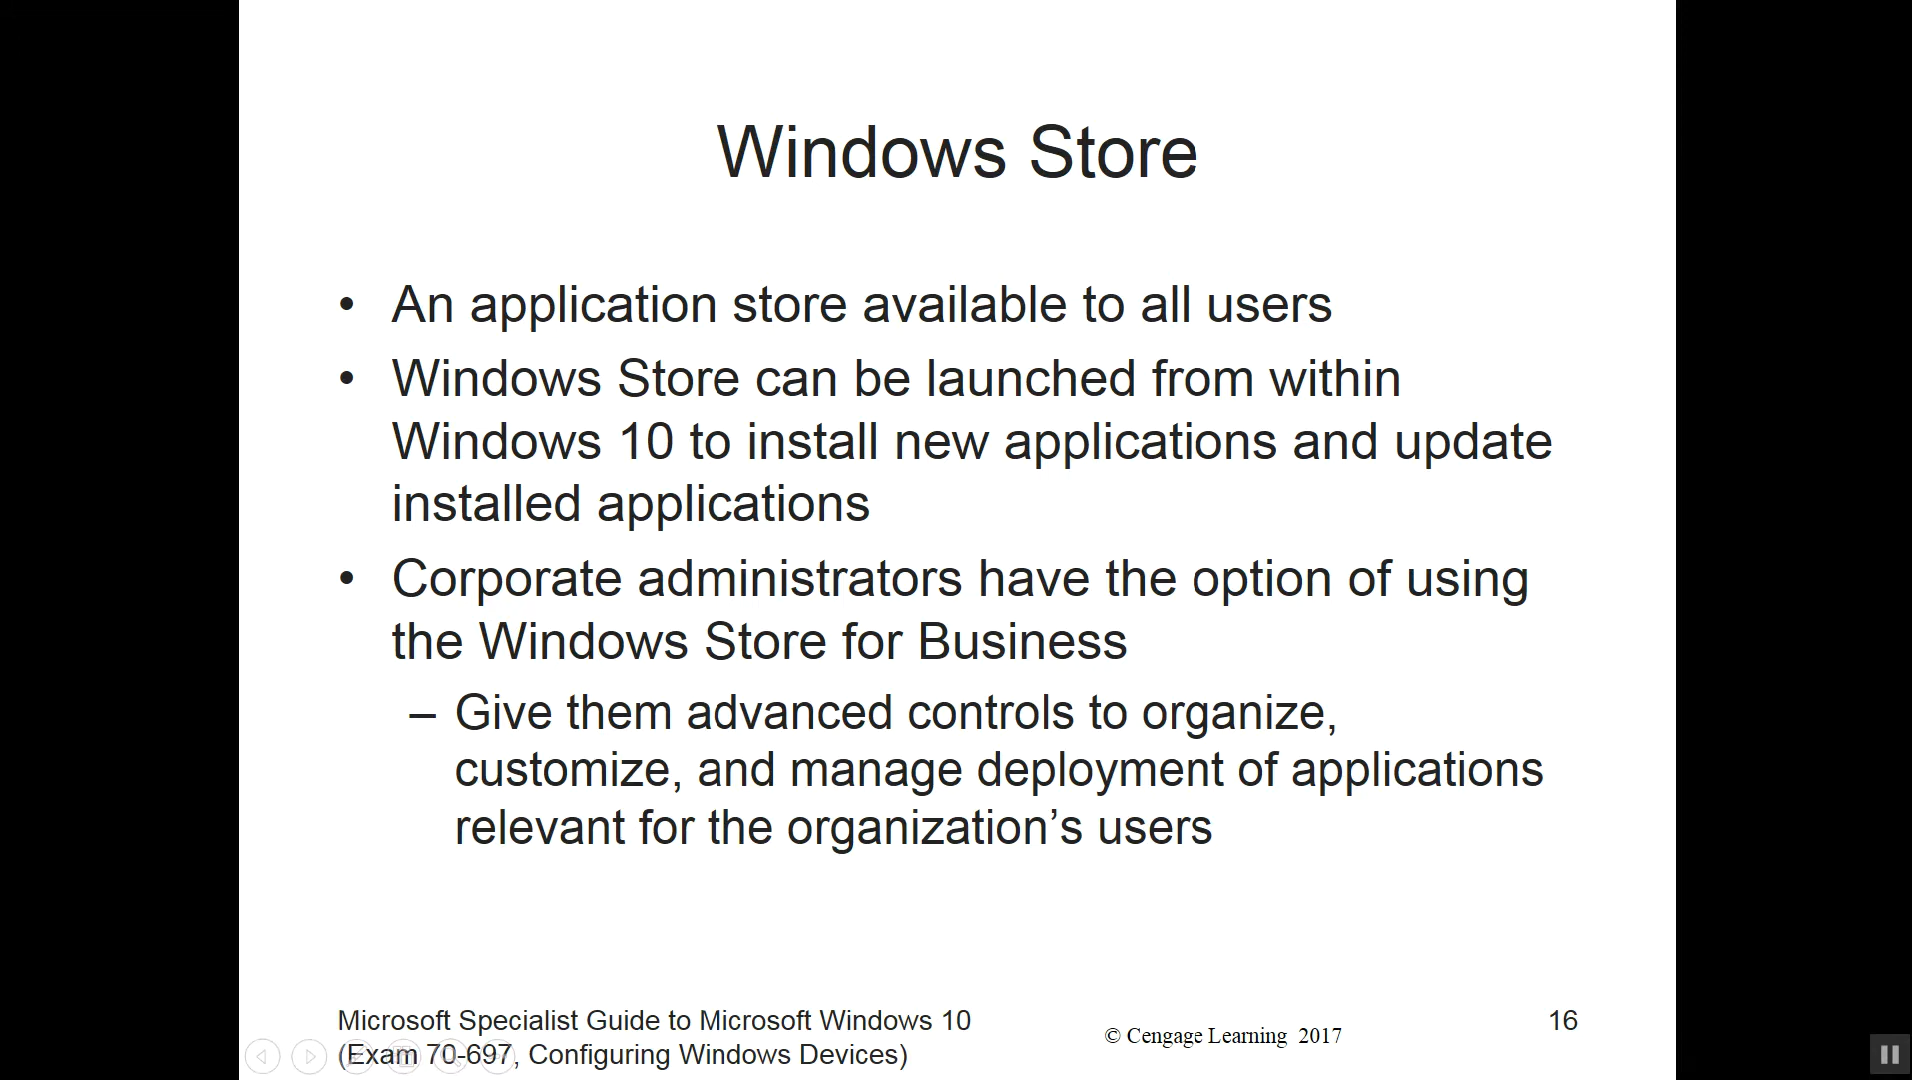 Windows Store
• An application store available to all users
• Windows Store can be launched from within
Windows 10 to install new applications and update
installed applications
• Corporate administrators have the option of using
the Windows Store for Business
– Give them advanced controls to organize,
customize, and manage deployment of applications
relevant for the organization’s users
Microsoft Specialist Guide to Microsoft Windows 10
(Exam 70-697, Configuring Windows Devices)
© Cengage Learning 2017
16